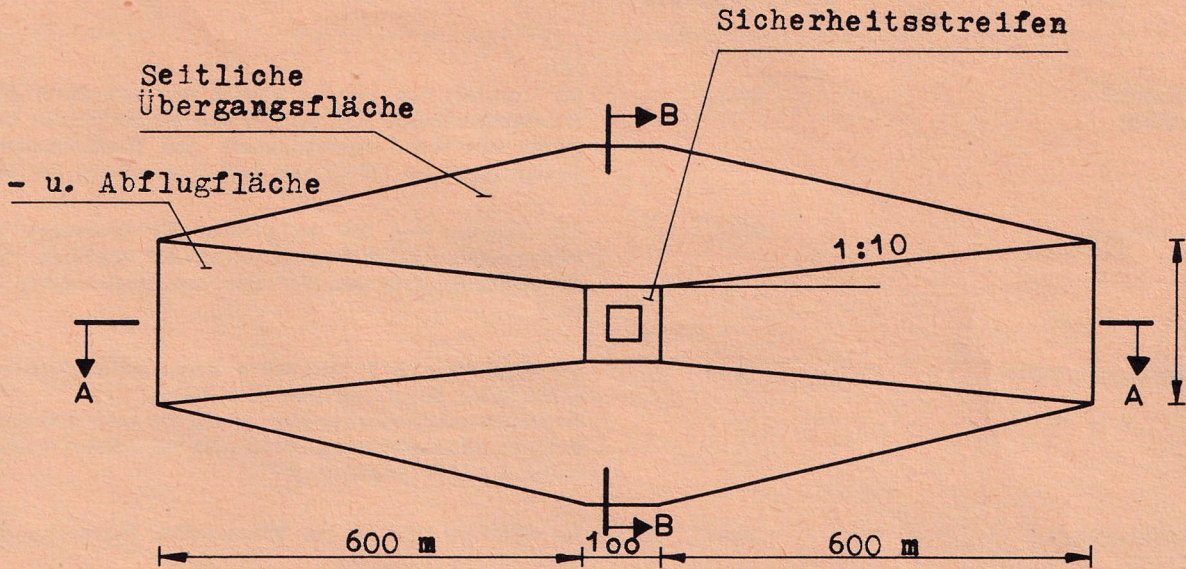 Sicherheitsstreifen
Seitliche
Übergangsfläche
B
- u. Abflugfläche
1:10
A
A
B
600 m
100
600 m